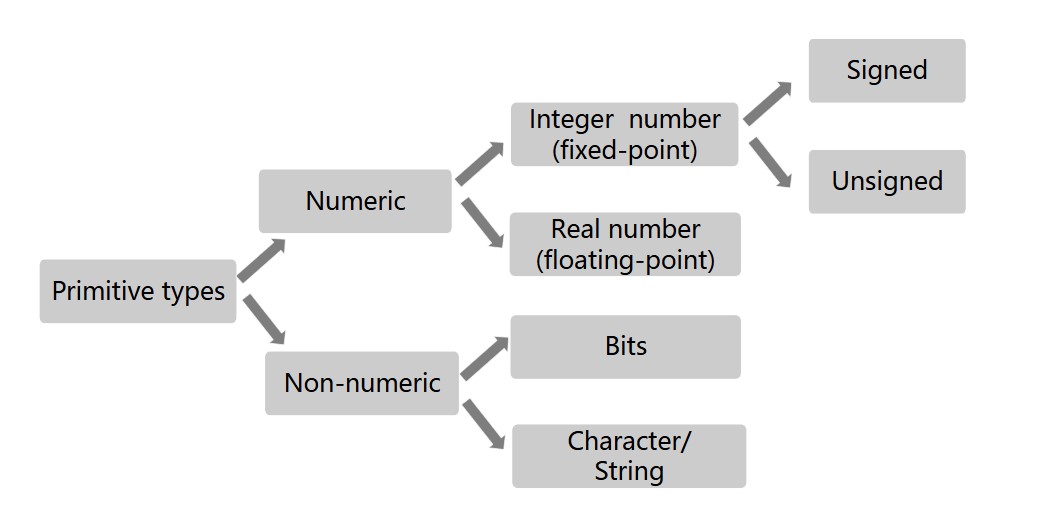 Primitive types
Numeric
Non-numeric
Integer number
(fixed-point)
Real number
(floating-point)
Bits
Character/
String
Signed
Unsigned